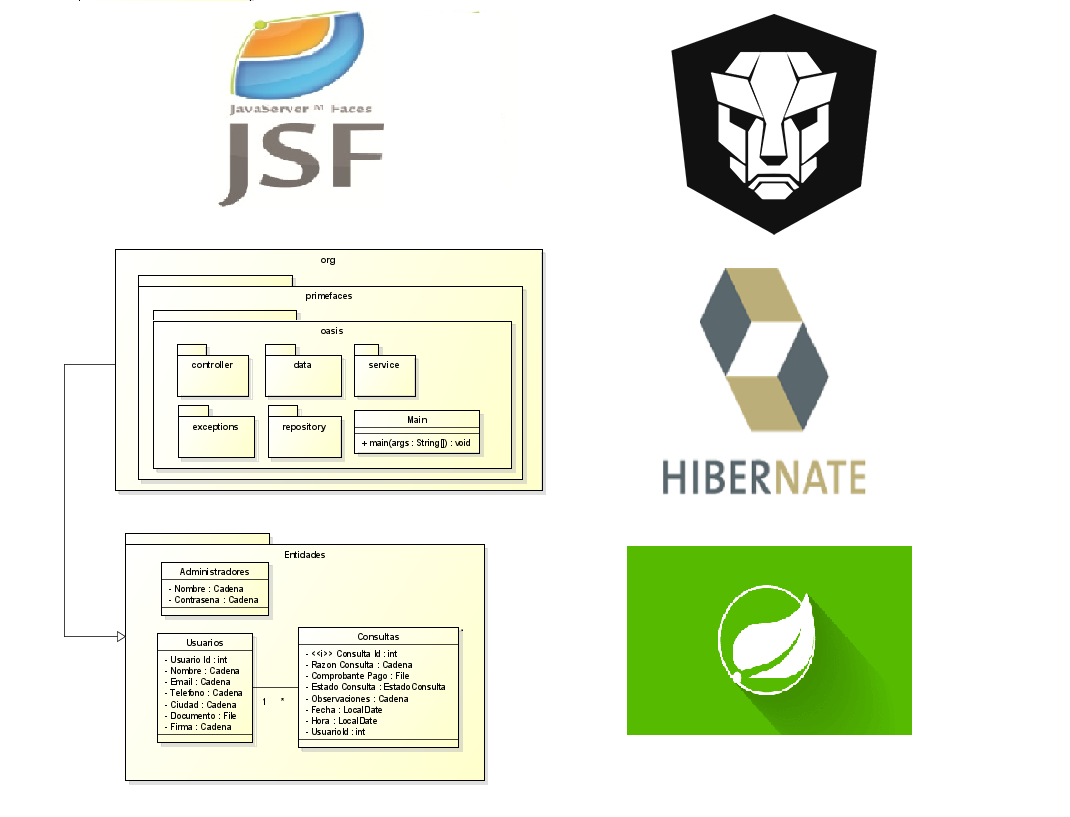 JavaServer™ Faces
JSF
org
primefaces
oasis
controller
data
service
exceptions
repository
Main
+ main(args : String[]) : void
HIBERNATE
Entidades
Administradores
- Nombre : Cadena
- Contrasena : Cadena
Usuarios
- Usuario Id : int
- Nombre : Cadena
- Email : Cadena
- Telefono : Cadena
- Ciudad : Cadena
- Documento : File
- Firma : Cadena
1
*
Consultas
- <<i>> Consulta Id : int
- Razon Consulta : Cadena
- Comprobante Pago : File
- Estado Consulta : EstadoConsulta
- Observaciones : Cadena
- Fecha : LocalDate
- Hora : LocalDate
- UsuarioId : int